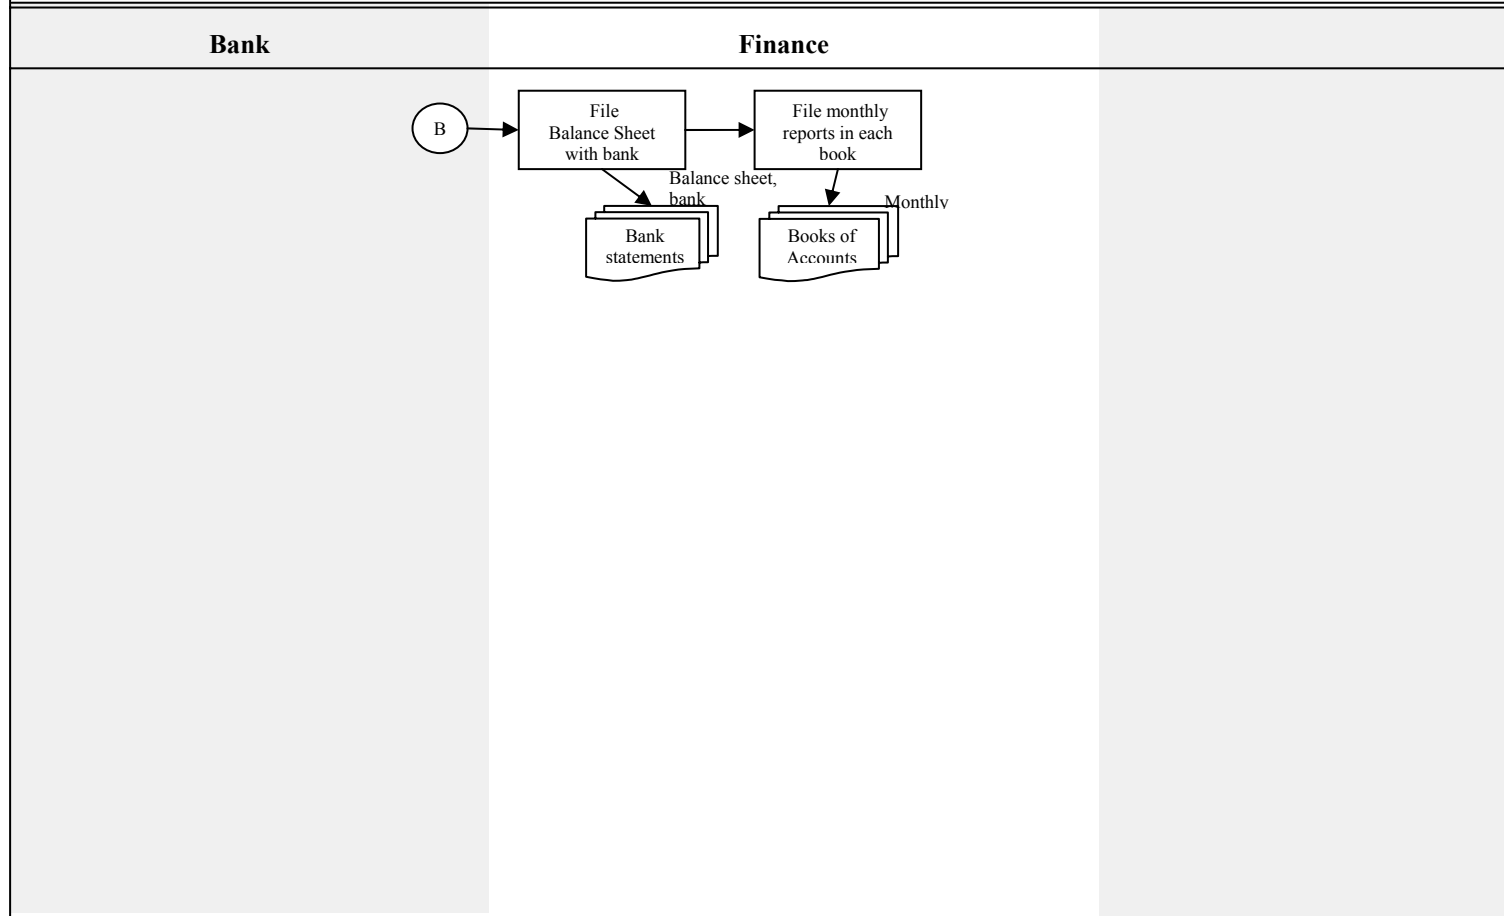 Bank
Finance
B
File
Balance Sheet
with bank
File monthly
reports in each
book
Balance sheet,
bank
Monthly
Bank
statements
Books of
Accounts